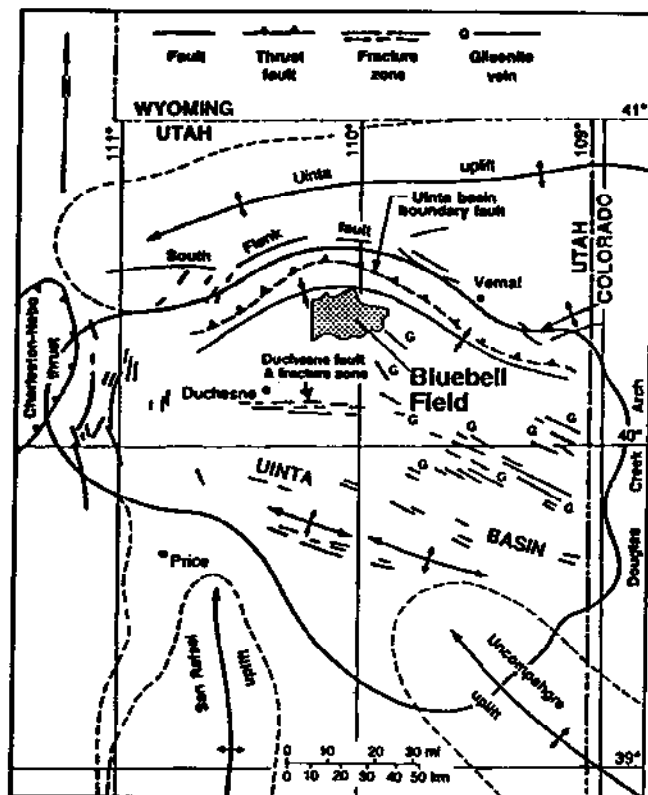 Fault
Thrust
fault
Fracture
zone
G
Gilsonite
vein
WYOMING
UTAH
41°
111°
110°
109°
Uinta
uplift
Uinta basin
boundary fault
South
Flank
fault
Vernal
UTAH
COLORADO
Charleston-Nebo
thrust
Duchesne fault
& fracture zone
Duchesne
Bluebell
Field
G
G
G
G
G
G
G
G
G
G
Arch
40°
Creek
Douglas
UINTA
BASIN
Price
San Rafael
uplift
Uncompahgre
uplift
0 10 20 30 mi
0 10 20 30 40 50 km
39°